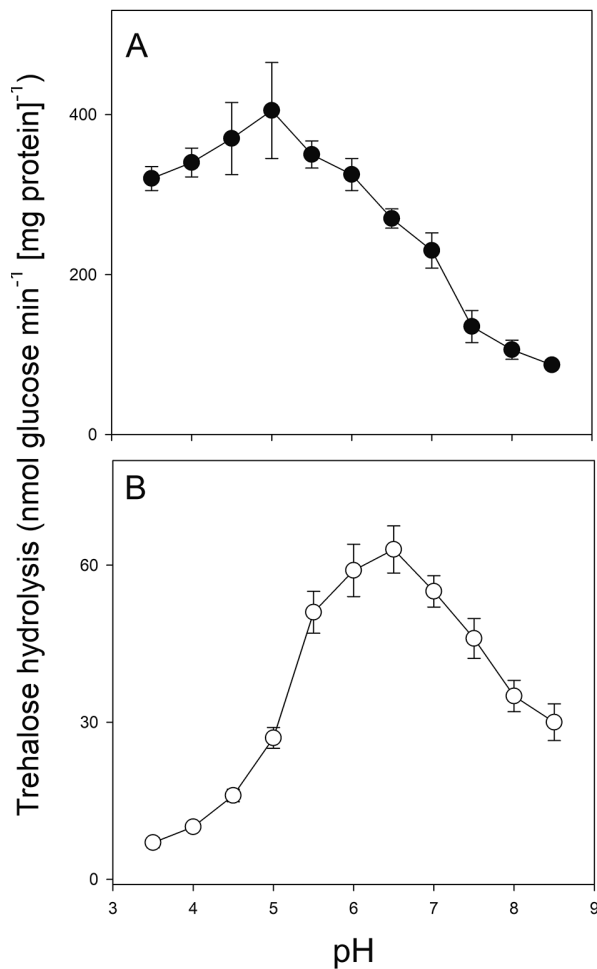 Trehalose hydrolysis (nmol glucose min⁻¹ [mg protein]⁻¹)
A
400
200
0
B
60
30
0
3 4 5 6 7 8 9
pH